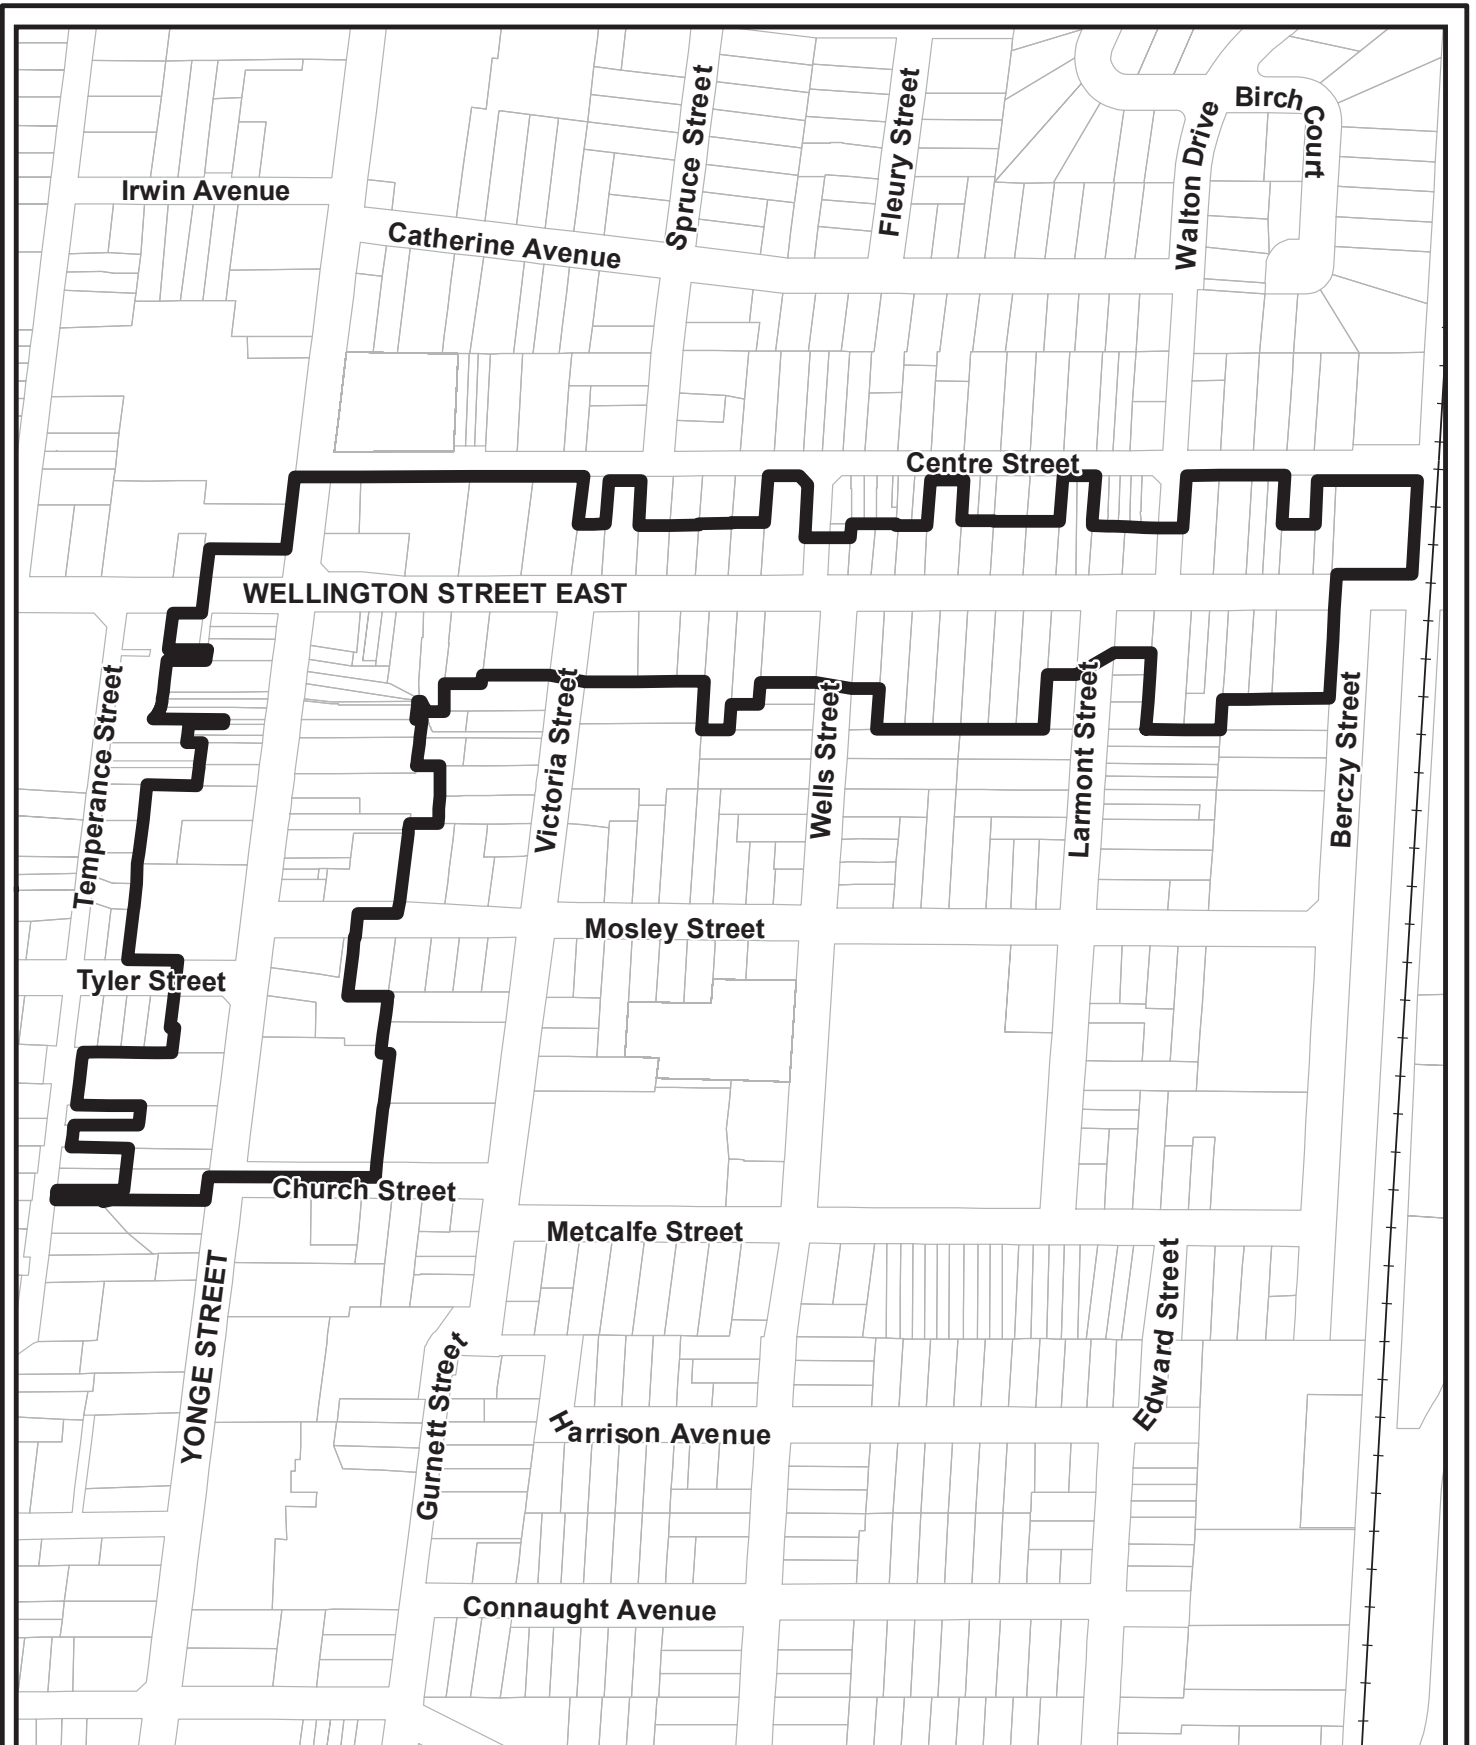 Birch Court
Spruce Street
Fleury Street
Walton Drive
Irwin Avenue
Catherine Avenue
Centre Street
WELLINGTON STREET EAST
Temperance Street
Victoria Street
Wells Street
Larmont Street
Berczy Street
Mosley Street
Tyler Street
Church Street
Metcalfe Street
YONGE STREET
Edward Street
Gurnett Street
Harrison Avenue
Connaught Avenue